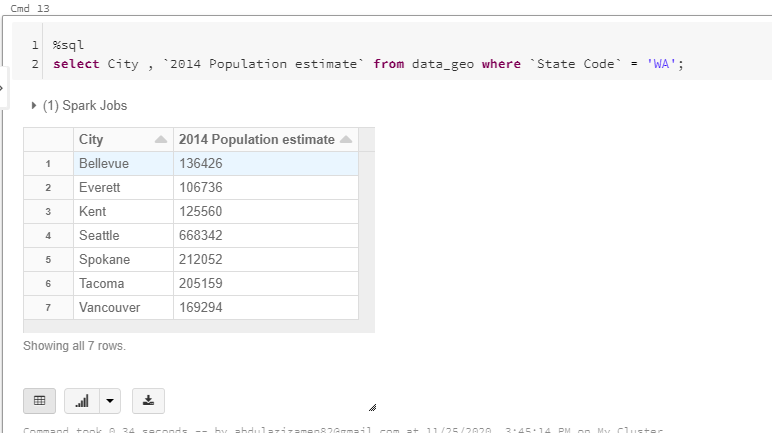 Cmd 13
1 %sql
2 select City , `2014 Population estimate` from data_geo where `State Code` = 'WA';
(1) Spark Jobs
City 2014 Population estimate
1 Bellevue 136426
2 Everett 106736
3 Kent 125560
4 Seattle 668342
5 Spokane 212052
6 Tacoma 205159
7 Vancouver 169294
Showing all 7 rows.
Command took 0.34 seconds -- by abdulazizamen82@gmail.com at 11/25/2020, 3:45:14 PM on My Cluster